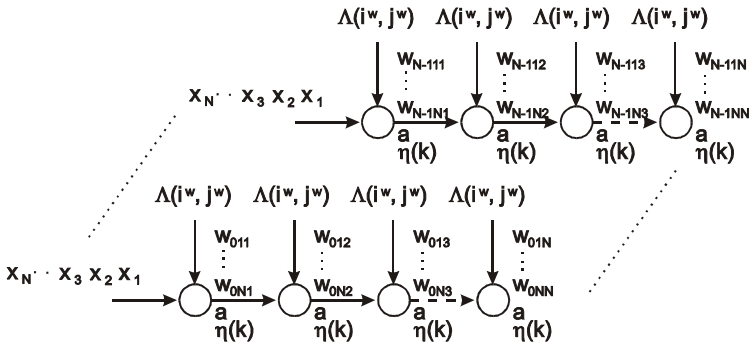 Λ(iʷ, jʷ) Λ(iʷ, jʷ) Λ(iʷ, jʷ) Λ(iʷ, jʷ)
W_{N-111} W_{N-112} W_{N-113} W_{N-11N}
X_N·· X_3 X_2 X_1
W_{N-1N1} W_{N-1N2} W_{N-1N3} W_{N-1NN}
a a a a
η(k) η(k) η(k) η(k)
Λ(iʷ, jʷ) Λ(iʷ, jʷ) Λ(iʷ, jʷ) Λ(iʷ, jʷ)
W_{011} W_{012} W_{013} W_{01N}
X_N·· X_3 X_2 X_1
W_{0N1} W_{0N2} W_{0N3} W_{0NN}
a a a a
η(k) η(k) η(k) η(k)